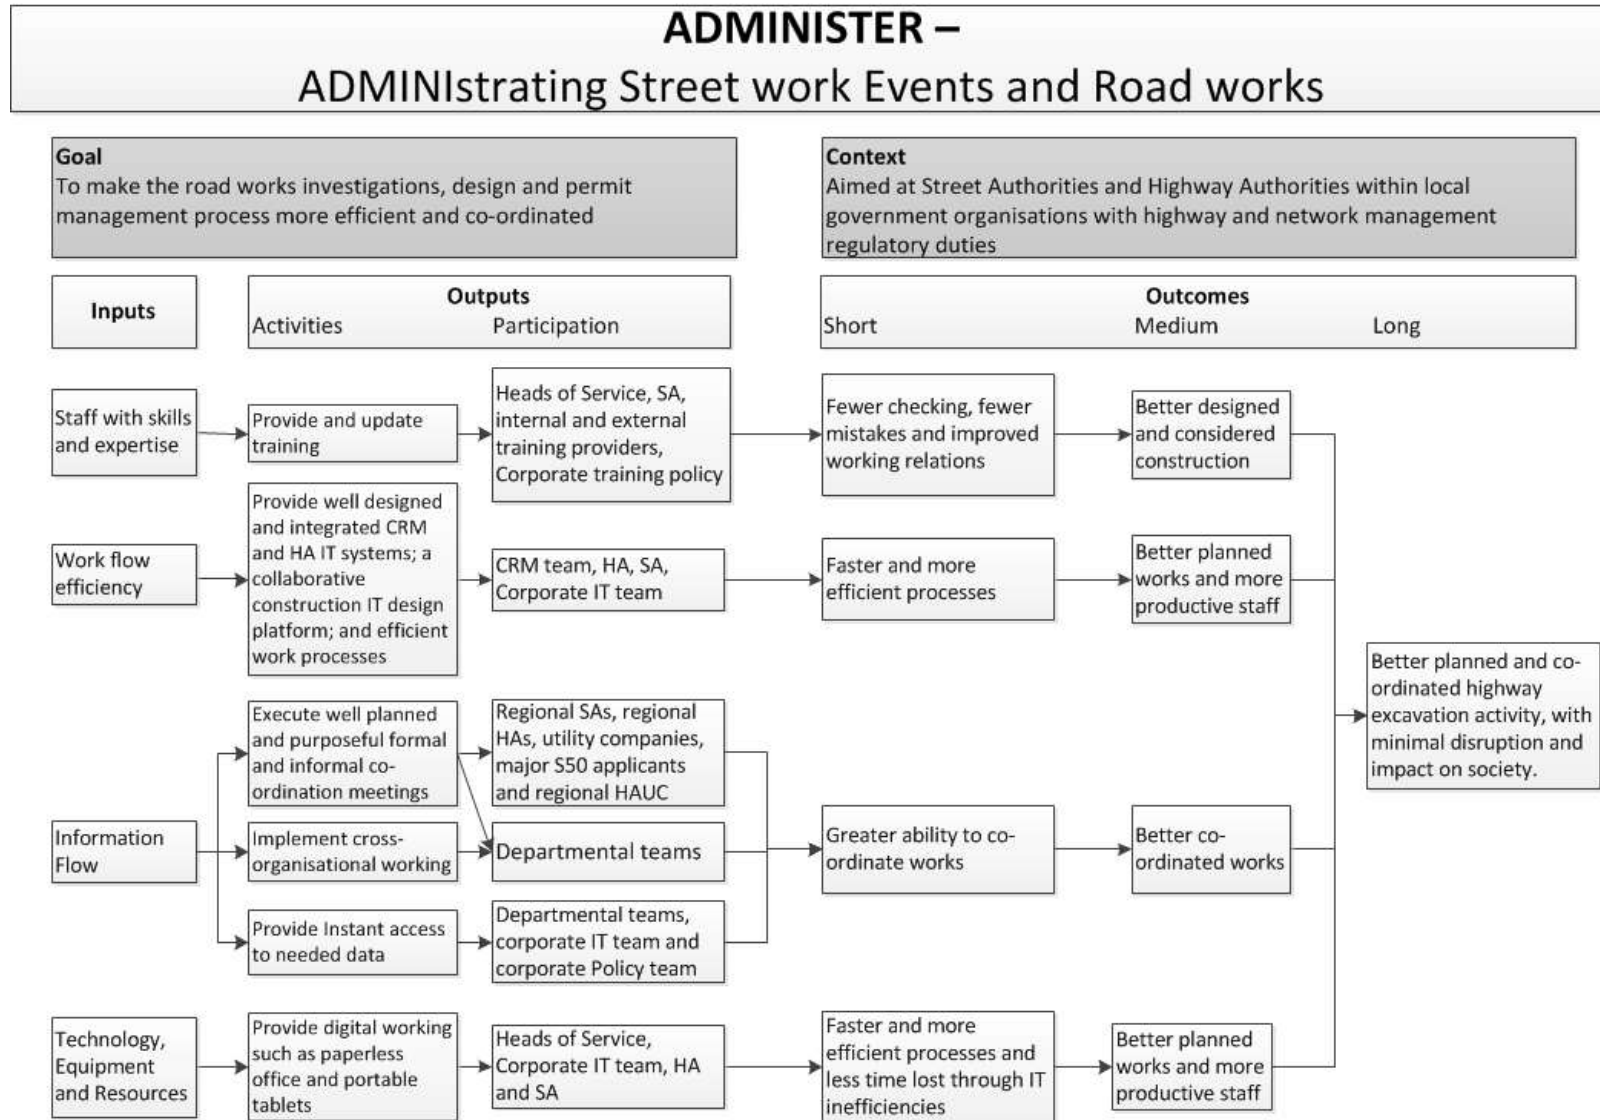 ADMINISTER –
ADMINIstrating Street work Events and Road works
Goal
To make the road works investigations, design and permit
management process more efficient and co-ordinated
Context
Aimed at Street Authorities and Highway Authorities within local
government organisations with highway and network management
regulatory duties
Inputs
Outputs
Activities
Participation
Outcomes
Short
Medium
Long
Staff with skills
and expertise
Provide and update
training
Heads of Service, SA,
internal and external
training providers,
Corporate training policy
Fewer checking, fewer
mistakes and improved
working relations
Better designed
and considered
construction
Work flow
efficiency
Provide well designed
and integrated CRM
and HA IT systems; a
collaborative
construction IT design
platform; and efficient
work processes
CRM team, HA, SA,
Corporate IT team
Faster and more
efficient processes
Better planned
works and more
productive staff
Better planned and co-
ordinated highway
excavation activity, with
minimal disruption and
impact on society.
Information
Flow
Execute well planned
and purposeful formal
and informal co-
ordination meetings
Regional SAs, regional
HAs, utility companies,
major S50 applicants
and regional HAUC
Implement cross-
organisational working
Departmental teams
Provide Instant access
to needed data
Departmental teams,
corporate IT team and
corporate Policy team
Greater ability to co-
ordinate works
Better co-
ordinated works
Technology,
Equipment
and Resources
Provide digital working
such as paperless
office and portable
tablets
Heads of Service,
Corporate IT team, HA
and SA
Faster and more
efficient processes and
less time lost through IT
inefficiencies
Better planned
works and more
productive staff